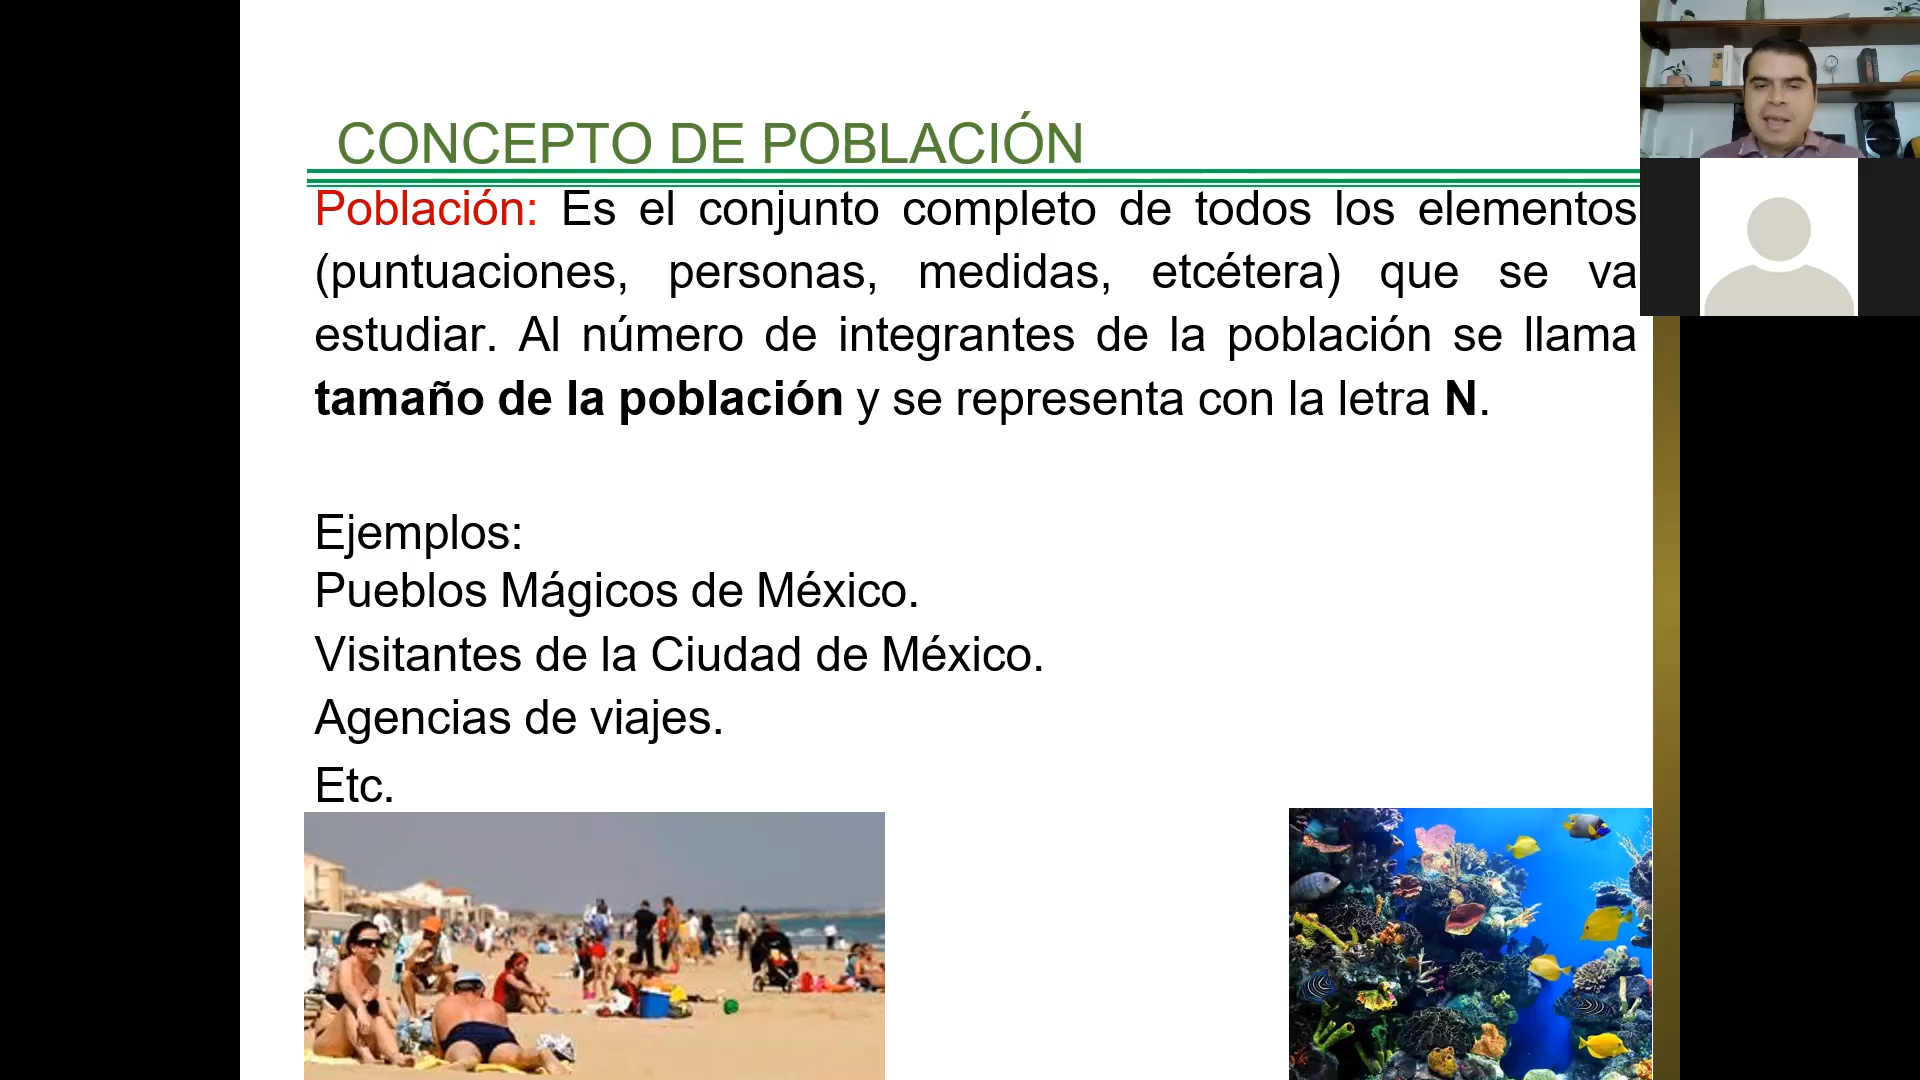 CONCEPTO DE POBLACIÓN
Población: Es el conjunto completo de todos los elementos
(puntuaciones, personas, medidas, etcétera) que se va
estudiar. Al número de integrantes de la población se llama
tamaño de la población y se representa con la letra N.
Ejemplos:
Pueblos Mágicos de México.
Visitantes de la Ciudad de México.
Agencias de viajes.
Etc.